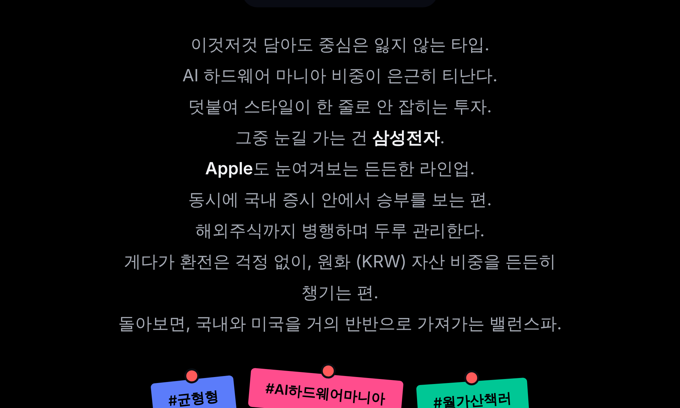 이것저것 담아도 중심은 잃지 않는 타입.
AI 하드웨어 마니아 비중이 은근히 티난다.
덧붙여 스타일이 한 줄로 안 잡히는 투자.
그중 눈길 가는 건 삼성전자.
Apple도 눈여겨보는 든든한 라인업.
동시에 국내 증시 안에서 승부를 보는 편.
해외주식까지 병행하며 두루 관리한다.
게다가 환전은 걱정 없이, 원화 (KRW) 자산 비중을 든든히
챙기는 편.
돌아보면, 국내와 미국을 거의 반반으로 가져가는 밸런스파.
#균형형 #AI하드웨어마니아 #월가산책러